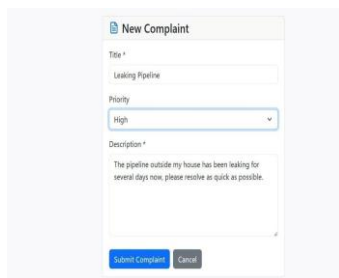 New Complaint
Title *
Leaking Pipeline
Priority
High
Description *
The pipeline outside my house has been leaking for
several days now, please resolve as quick as possible.
Submit Complaint Cancel